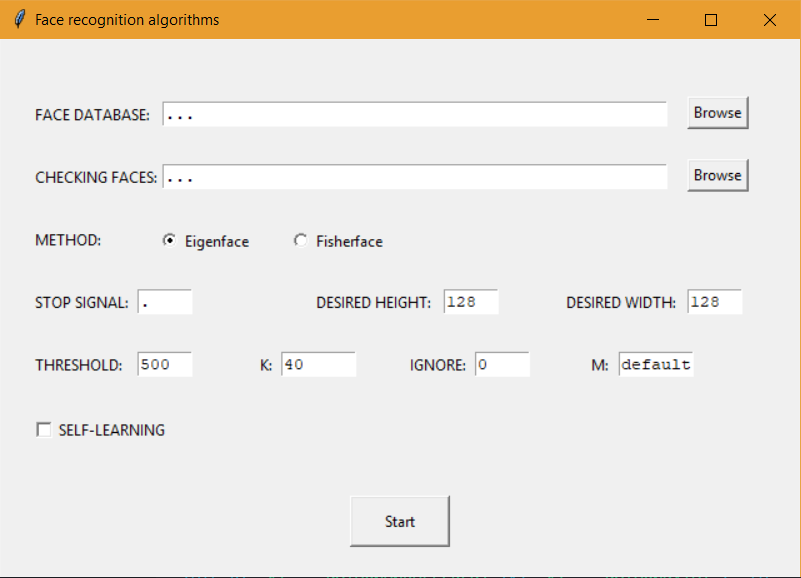 Face recognition algorithms
FACE DATABASE: ... Browse
CHECKING FACES: ... Browse
METHOD: Eigenface Fisherface
STOP SIGNAL: . DESIRED HEIGHT: 128 DESIRED WIDTH: 128
THRESHOLD: 500 K: 40 IGNORE: 0 M: default
SELF-LEARNING
Start